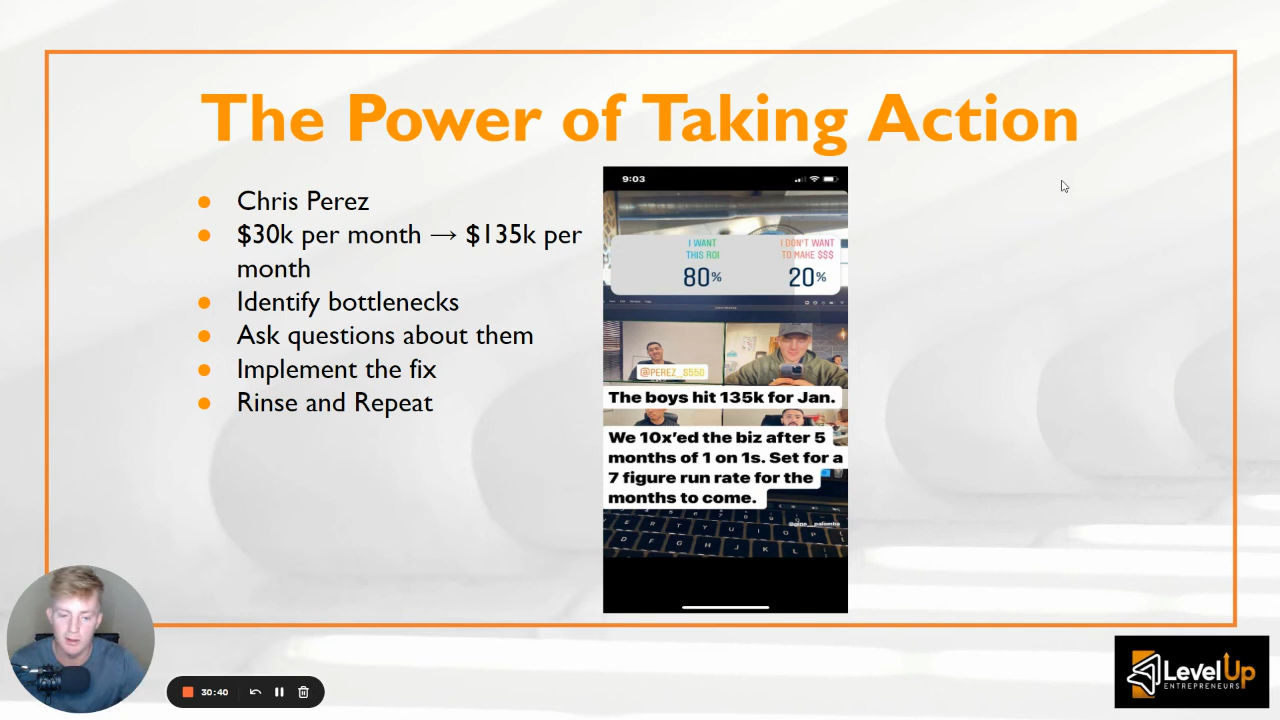 The Power of Taking Action
Chris Perez
$30k per month → $135k per
month
Identify bottlenecks
Ask questions about them
Implement the fix
Rinse and Repeat
9:03
I WANT
THIS ROI
80%
I DON'T WANT
TO MAKE $$$
20%
@PEREZ_S550
The boys hit 135k for Jan.
We 10x'ed the biz after 5
months of 1 on 1s. Set for a
7 figure run rate for the
months to come.
30:40
LevelUp
ENTREPRENEURS